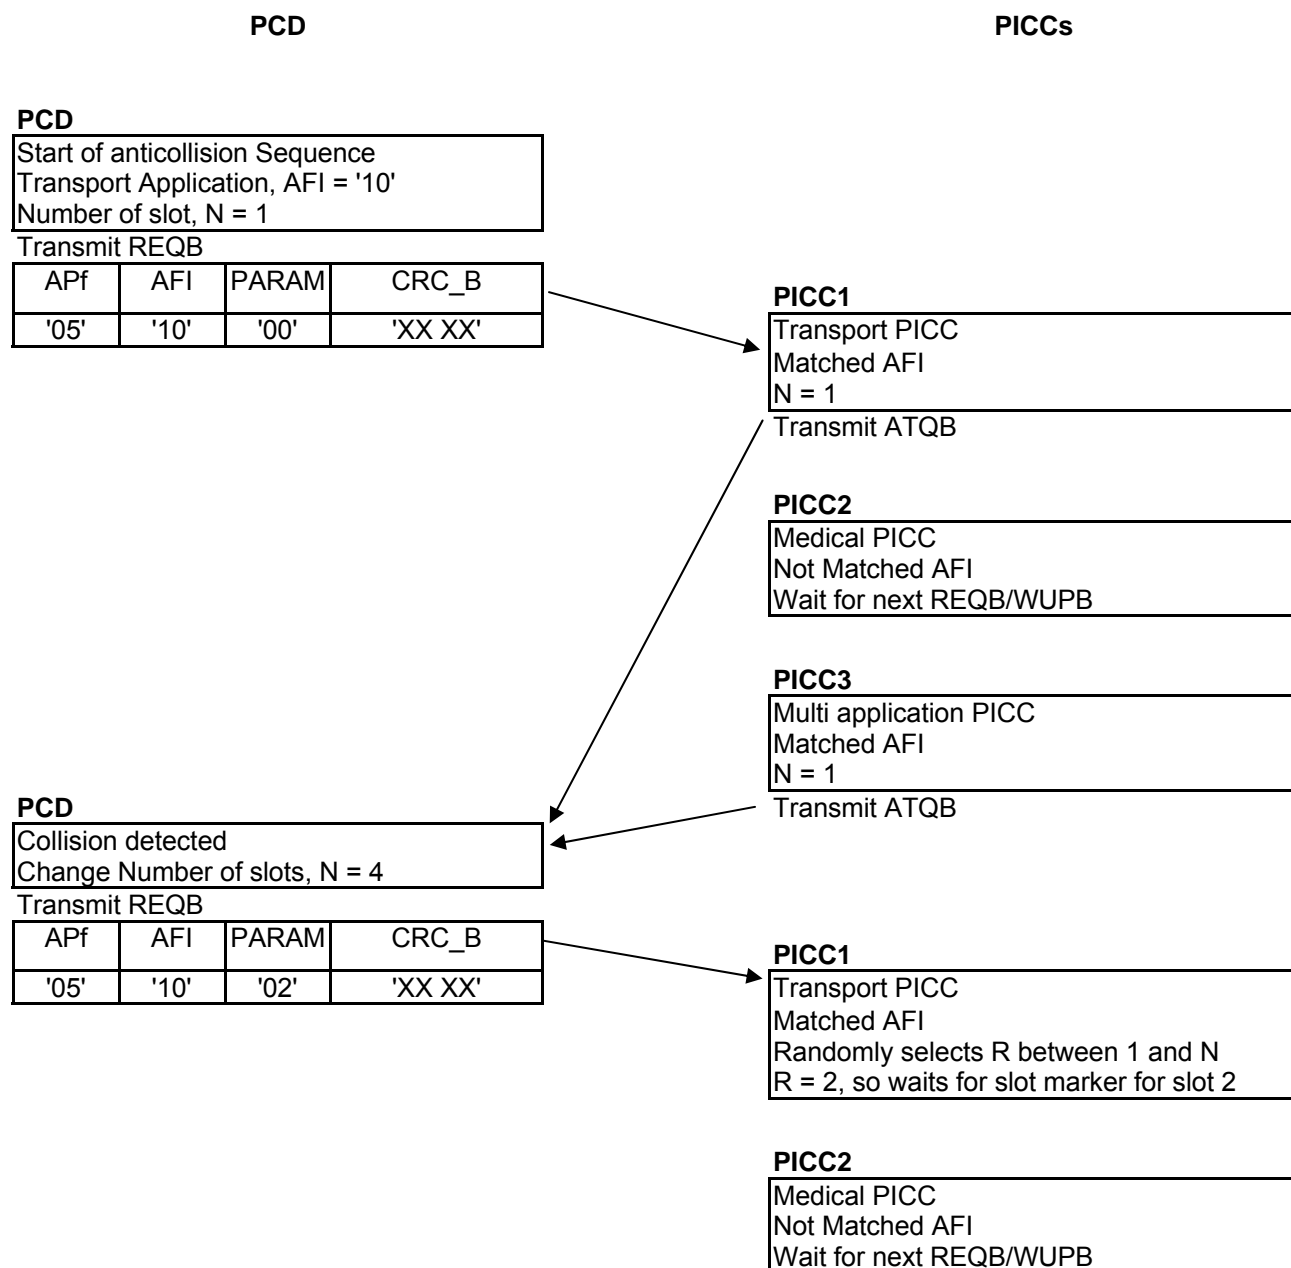 PCD PICCs
PCD
Start of anticollision Sequence
Transport Application, AFI = '10'
Number of slot, N = 1
Transmit REQB
APf AFI PARAM CRC_B
'05' '10' '00' 'XX XX'
PICC1
Transport PICC
Matched AFI
N = 1
Transmit ATQB
PICC2
Medical PICC
Not Matched AFI
Wait for next REQB/WUPB
PICC3
Multi application PICC
Matched AFI
N = 1
Transmit ATQB
PCD
Collision detected
Change Number of slots, N = 4
Transmit REQB
APf AFI PARAM CRC_B
'05' '10' '02' 'XX XX'
PICC1
Transport PICC
Matched AFI
Randomly selects R between 1 and N
R = 2, so waits for slot marker for slot 2
PICC2
Medical PICC
Not Matched AFI
Wait for next REQB/WUPB